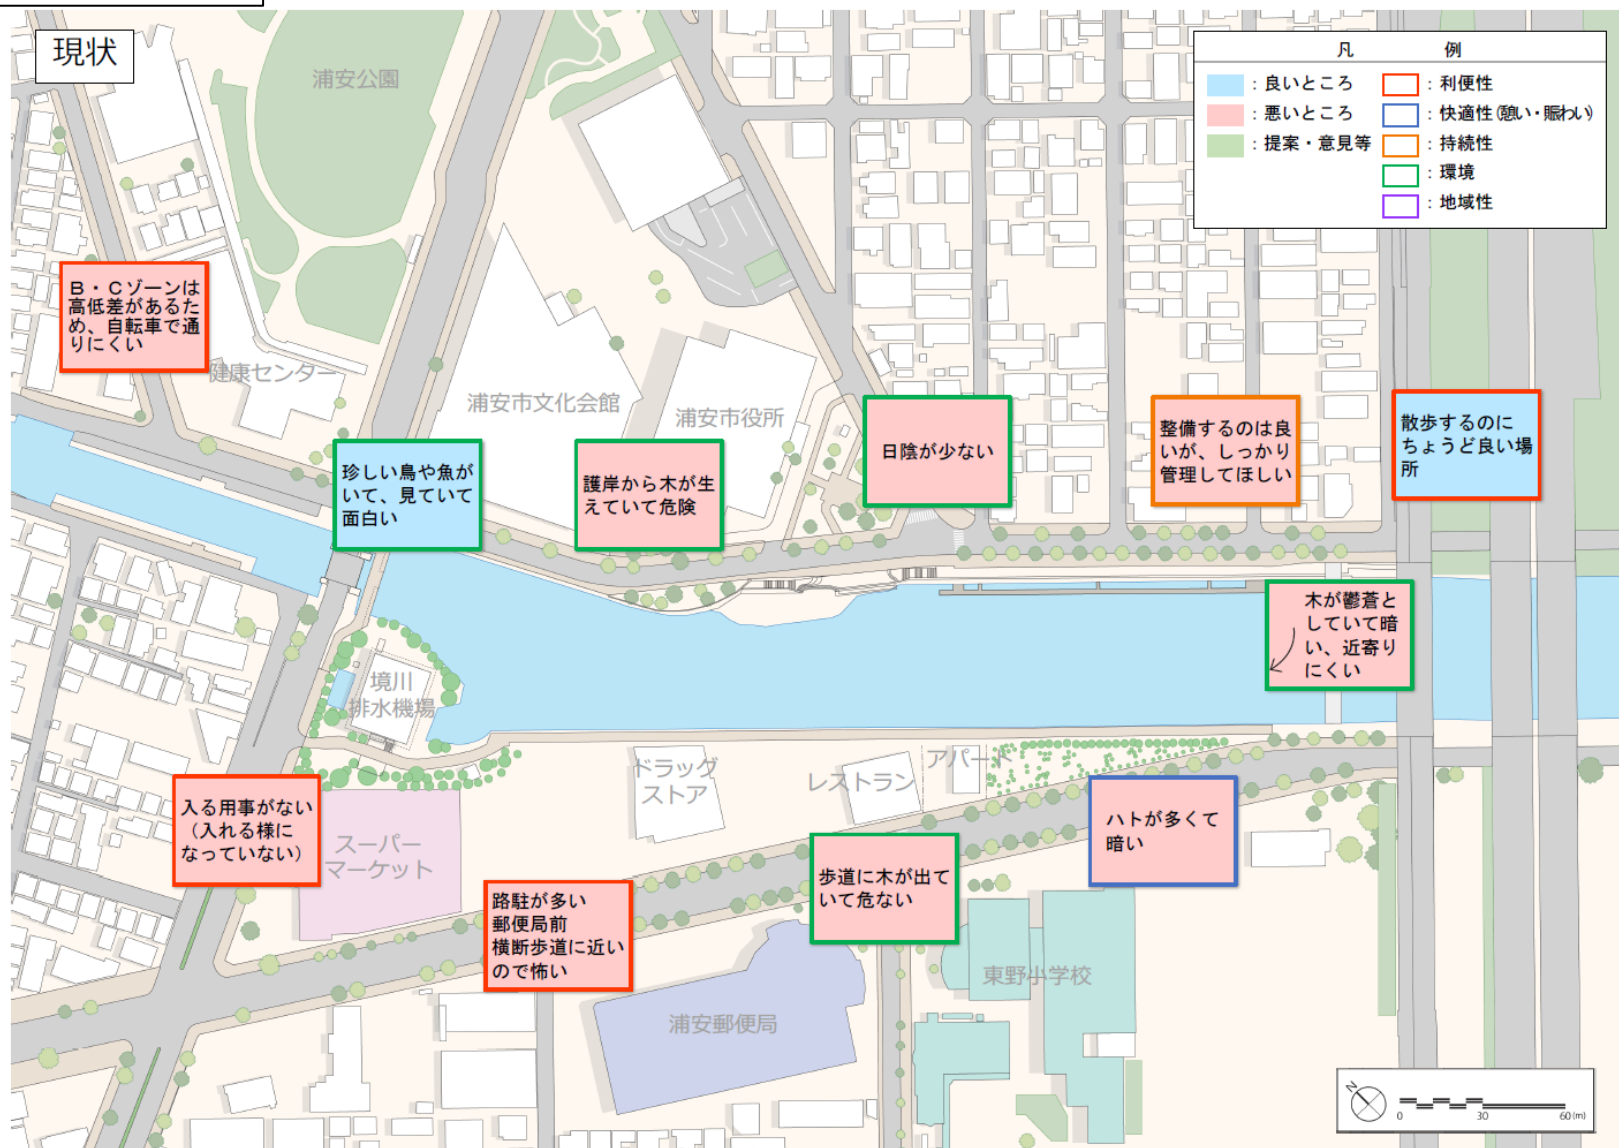 現状
浦安公園
凡 例
：良いところ
：利便性
：悪いところ
：快適性(憩い・賑わい)
：提案・意見等
：持続性
：環境
：地域性
Ｂ・Ｃゾーンは
高低差があるた
め、自転車で通
りにくい
健康センター
浦安市文化会館
浦安市役所
珍しい鳥や魚が
いて、見ていて
面白い
護岸から木が生
えていて危険
日陰が少ない
整備するのは良
いが、しっかり
管理してほしい
散歩するのに
ちょうど良い場
所
木が鬱蒼と
していて暗
い、近寄り
にくい
境川
排水機場
ドラッグ
ストア
レストラン
アパート
入る用事がない
（入れる様に
なっていない）
スーパー
マーケット
路駐が多い
郵便局前
横断歩道に近い
ので怖い
歩道に木が出て
いて危ない
ハトが多くて
暗い
浦安郵便局
東野小学校
N
0 30 60(m)